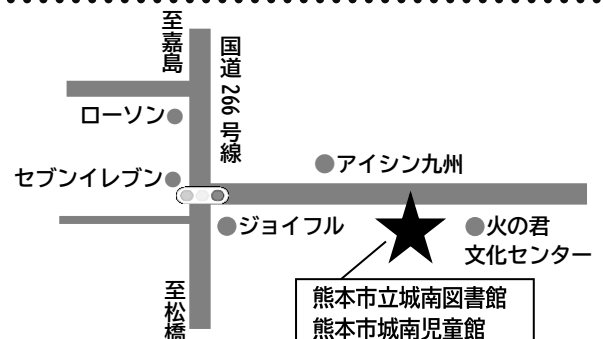 至嘉島
国道266号線
ローソン
アイシン九州
セブンイレブン
ジョイフル
火の君
文化センター
至松橋
熊本市立城南図書館
熊本市城南児童館